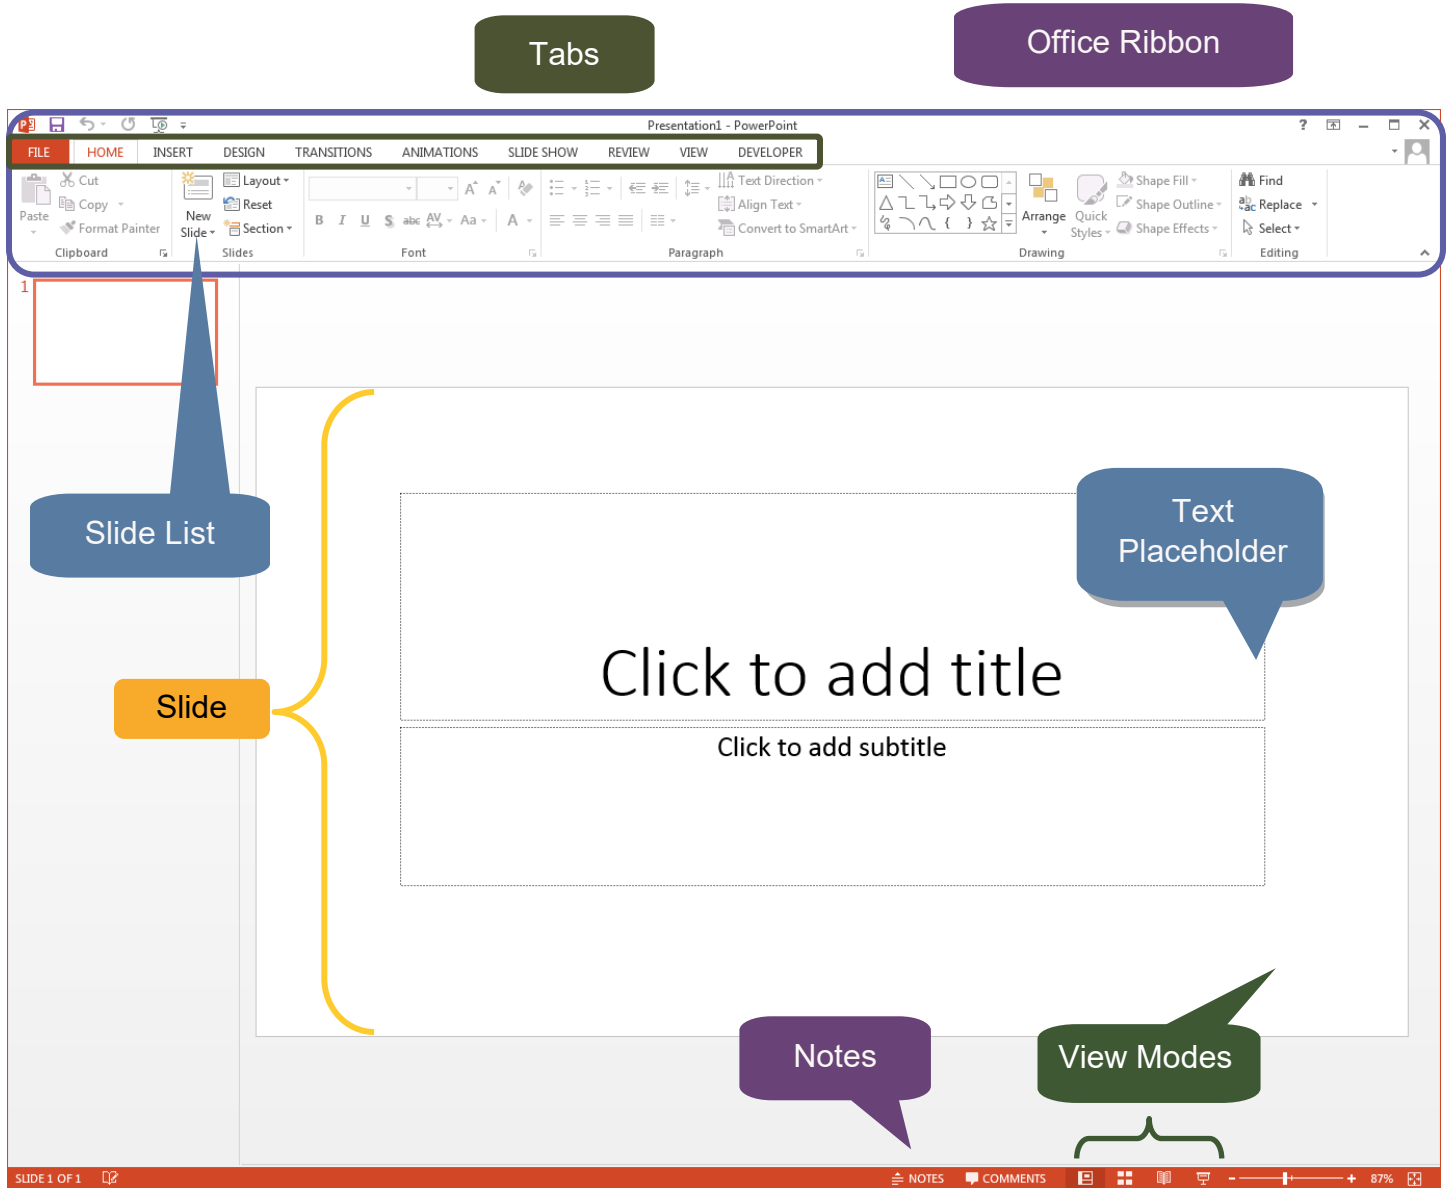 Tabs
Office Ribbon
Presentation1 - PowerPoint
FILE HOME INSERT DESIGN TRANSITIONS ANIMATIONS SLIDE SHOW REVIEW VIEW DEVELOPER
Cut
Copy
Format Painter
Paste
Clipboard
New
Slide
Layout
Reset
Section
Slides
B I U S abc AV Aa A
Font
Text Direction
Align Text
Convert to SmartArt
Paragraph
Arrange
Quick
Styles
Shape Fill
Shape Outline
Shape Effects
Drawing
Find
Replace
Select
Editing
1
Slide List
Text
Placeholder
Click to add title
Slide
Click to add subtitle
Notes
View Modes
SLIDE 1 OF 1
NOTES COMMENTS 87%